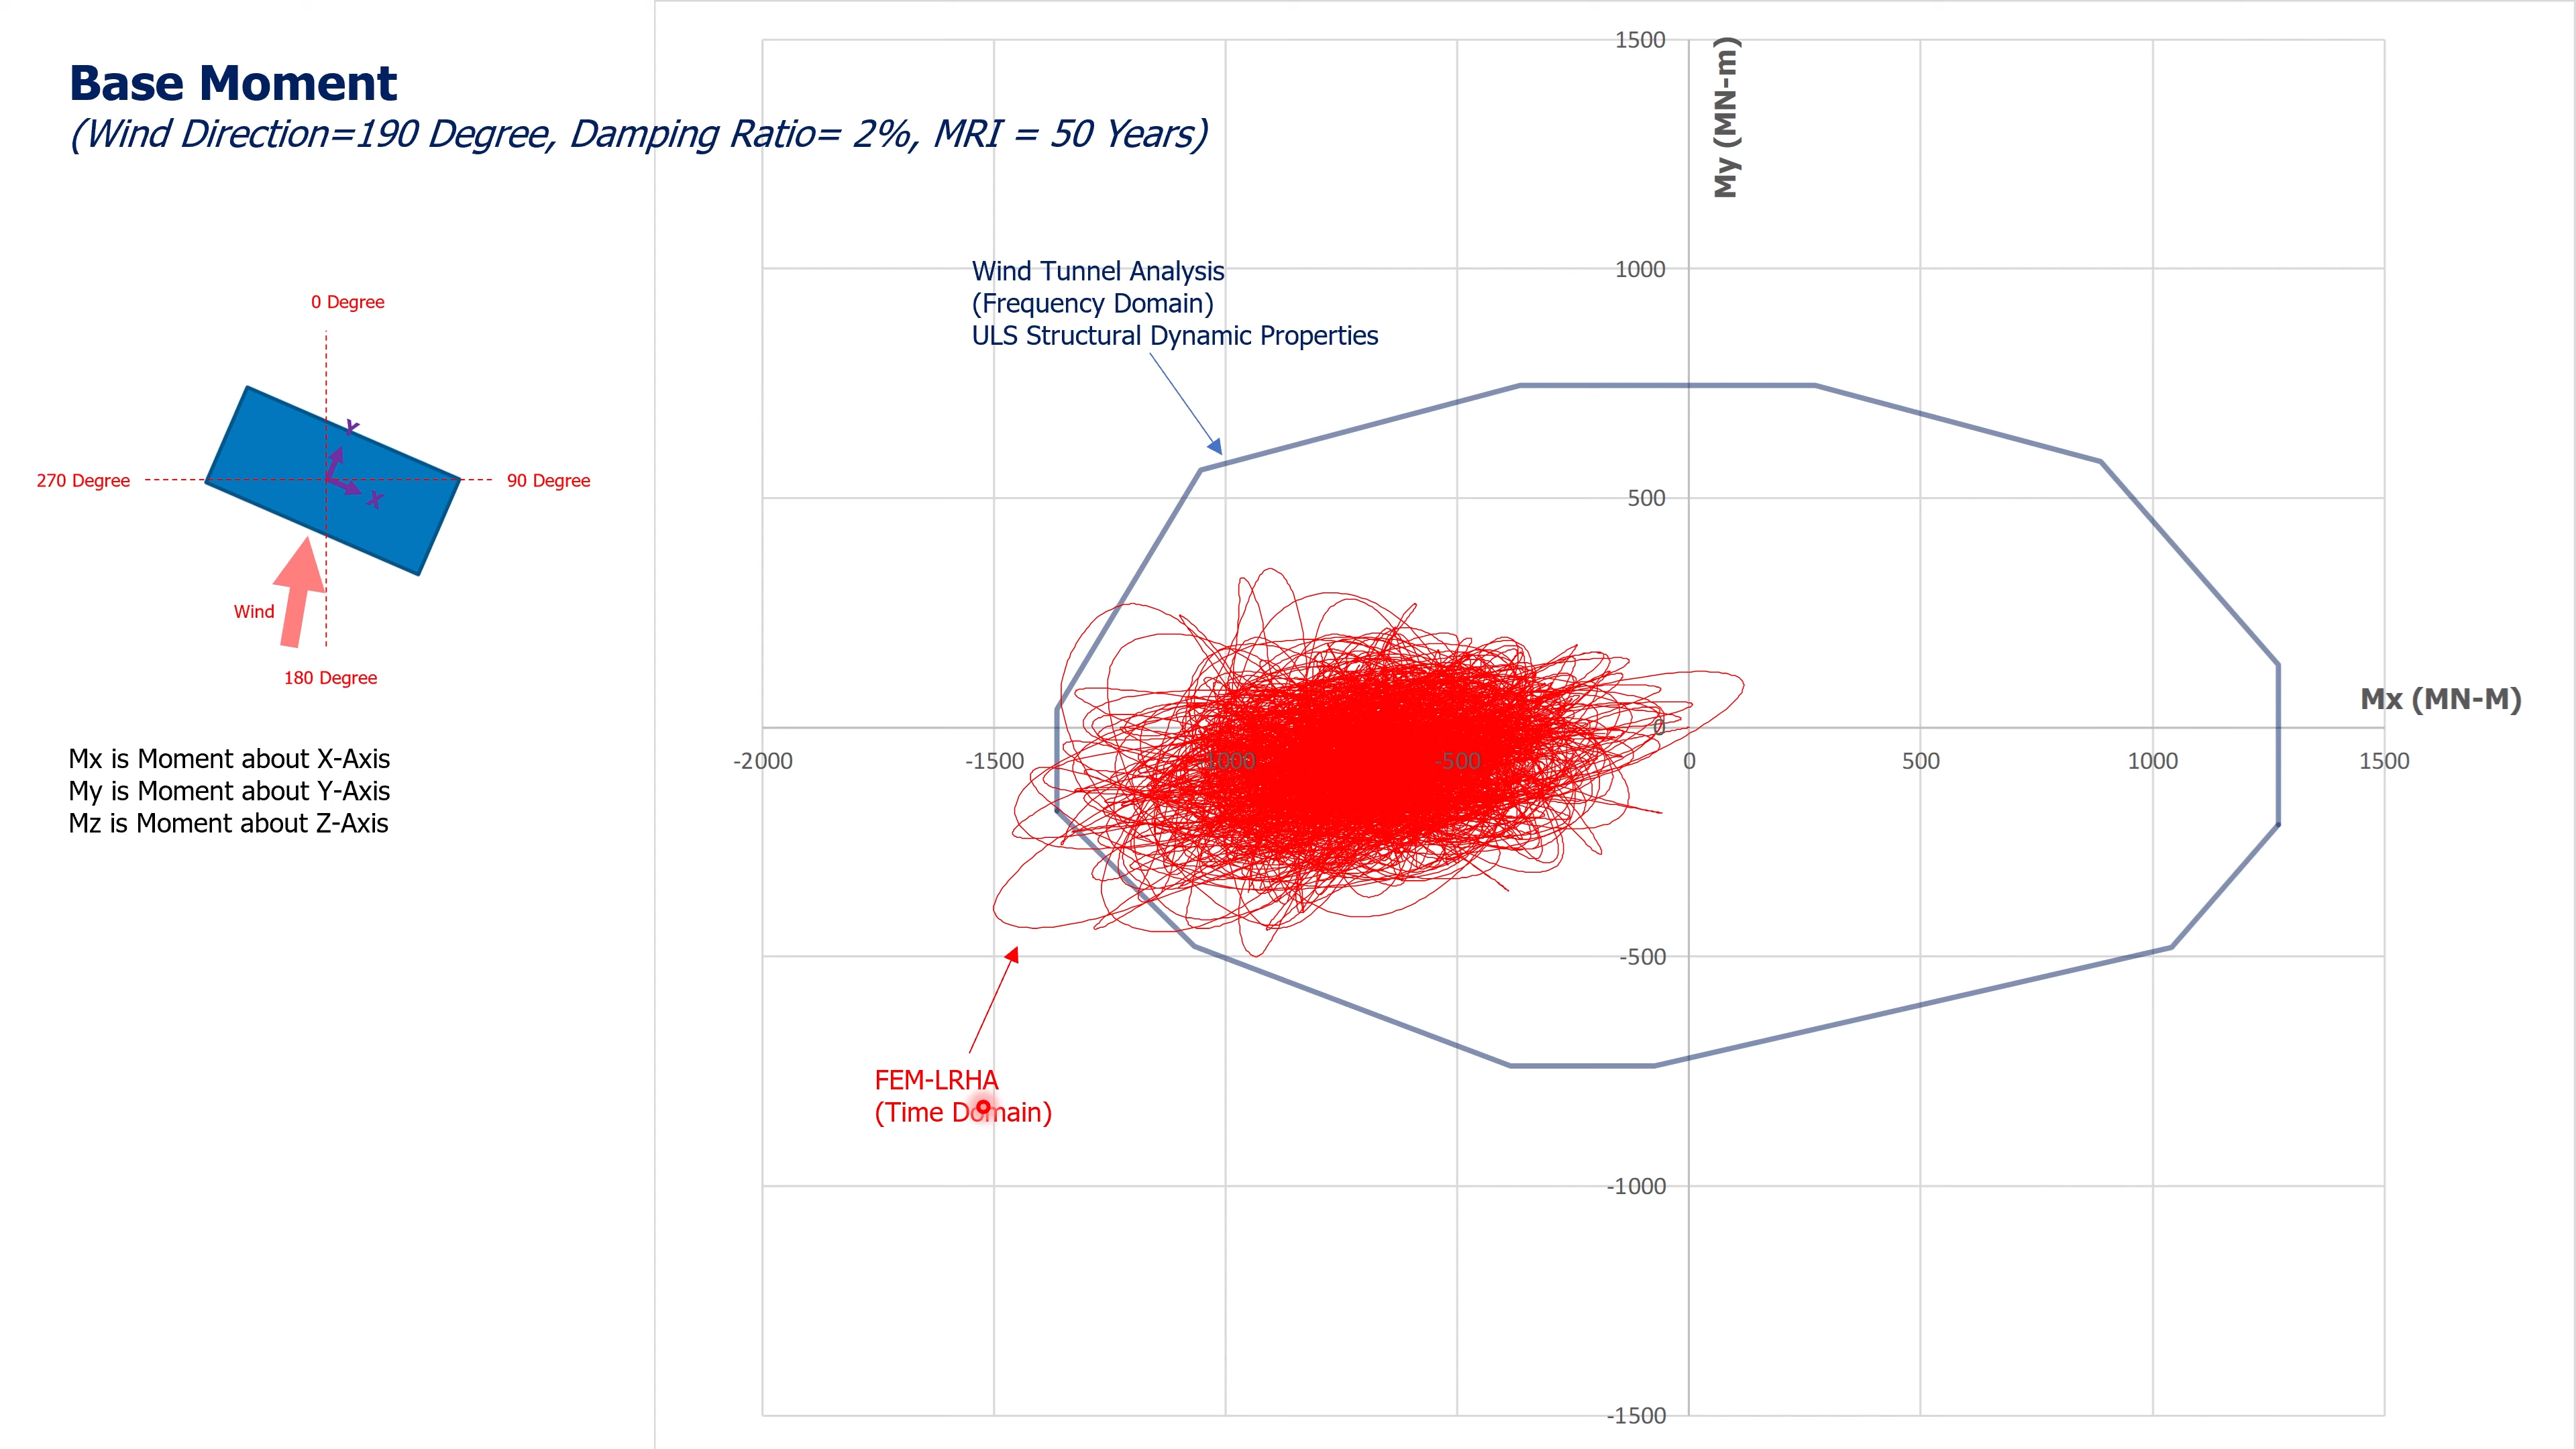 Base Moment
(Wind Direction=190 Degree, Damping Ratio= 2%, MRI = 50 Years)
0 Degree
Y
X
270 Degree
90 Degree
Wind
180 Degree
Mx is Moment about X-Axis
My is Moment about Y-Axis
Mz is Moment about Z-Axis
1500
My (MN-m)
1000
Wind Tunnel Analysis
(Frequency Domain)
ULS Structural Dynamic Properties
500
Mx (MN-M)
0
-2000
-1500
-1000
-500
0
500
1000
1500
-500
FEM-LRHA
(Time Domain)
-1000
-1500